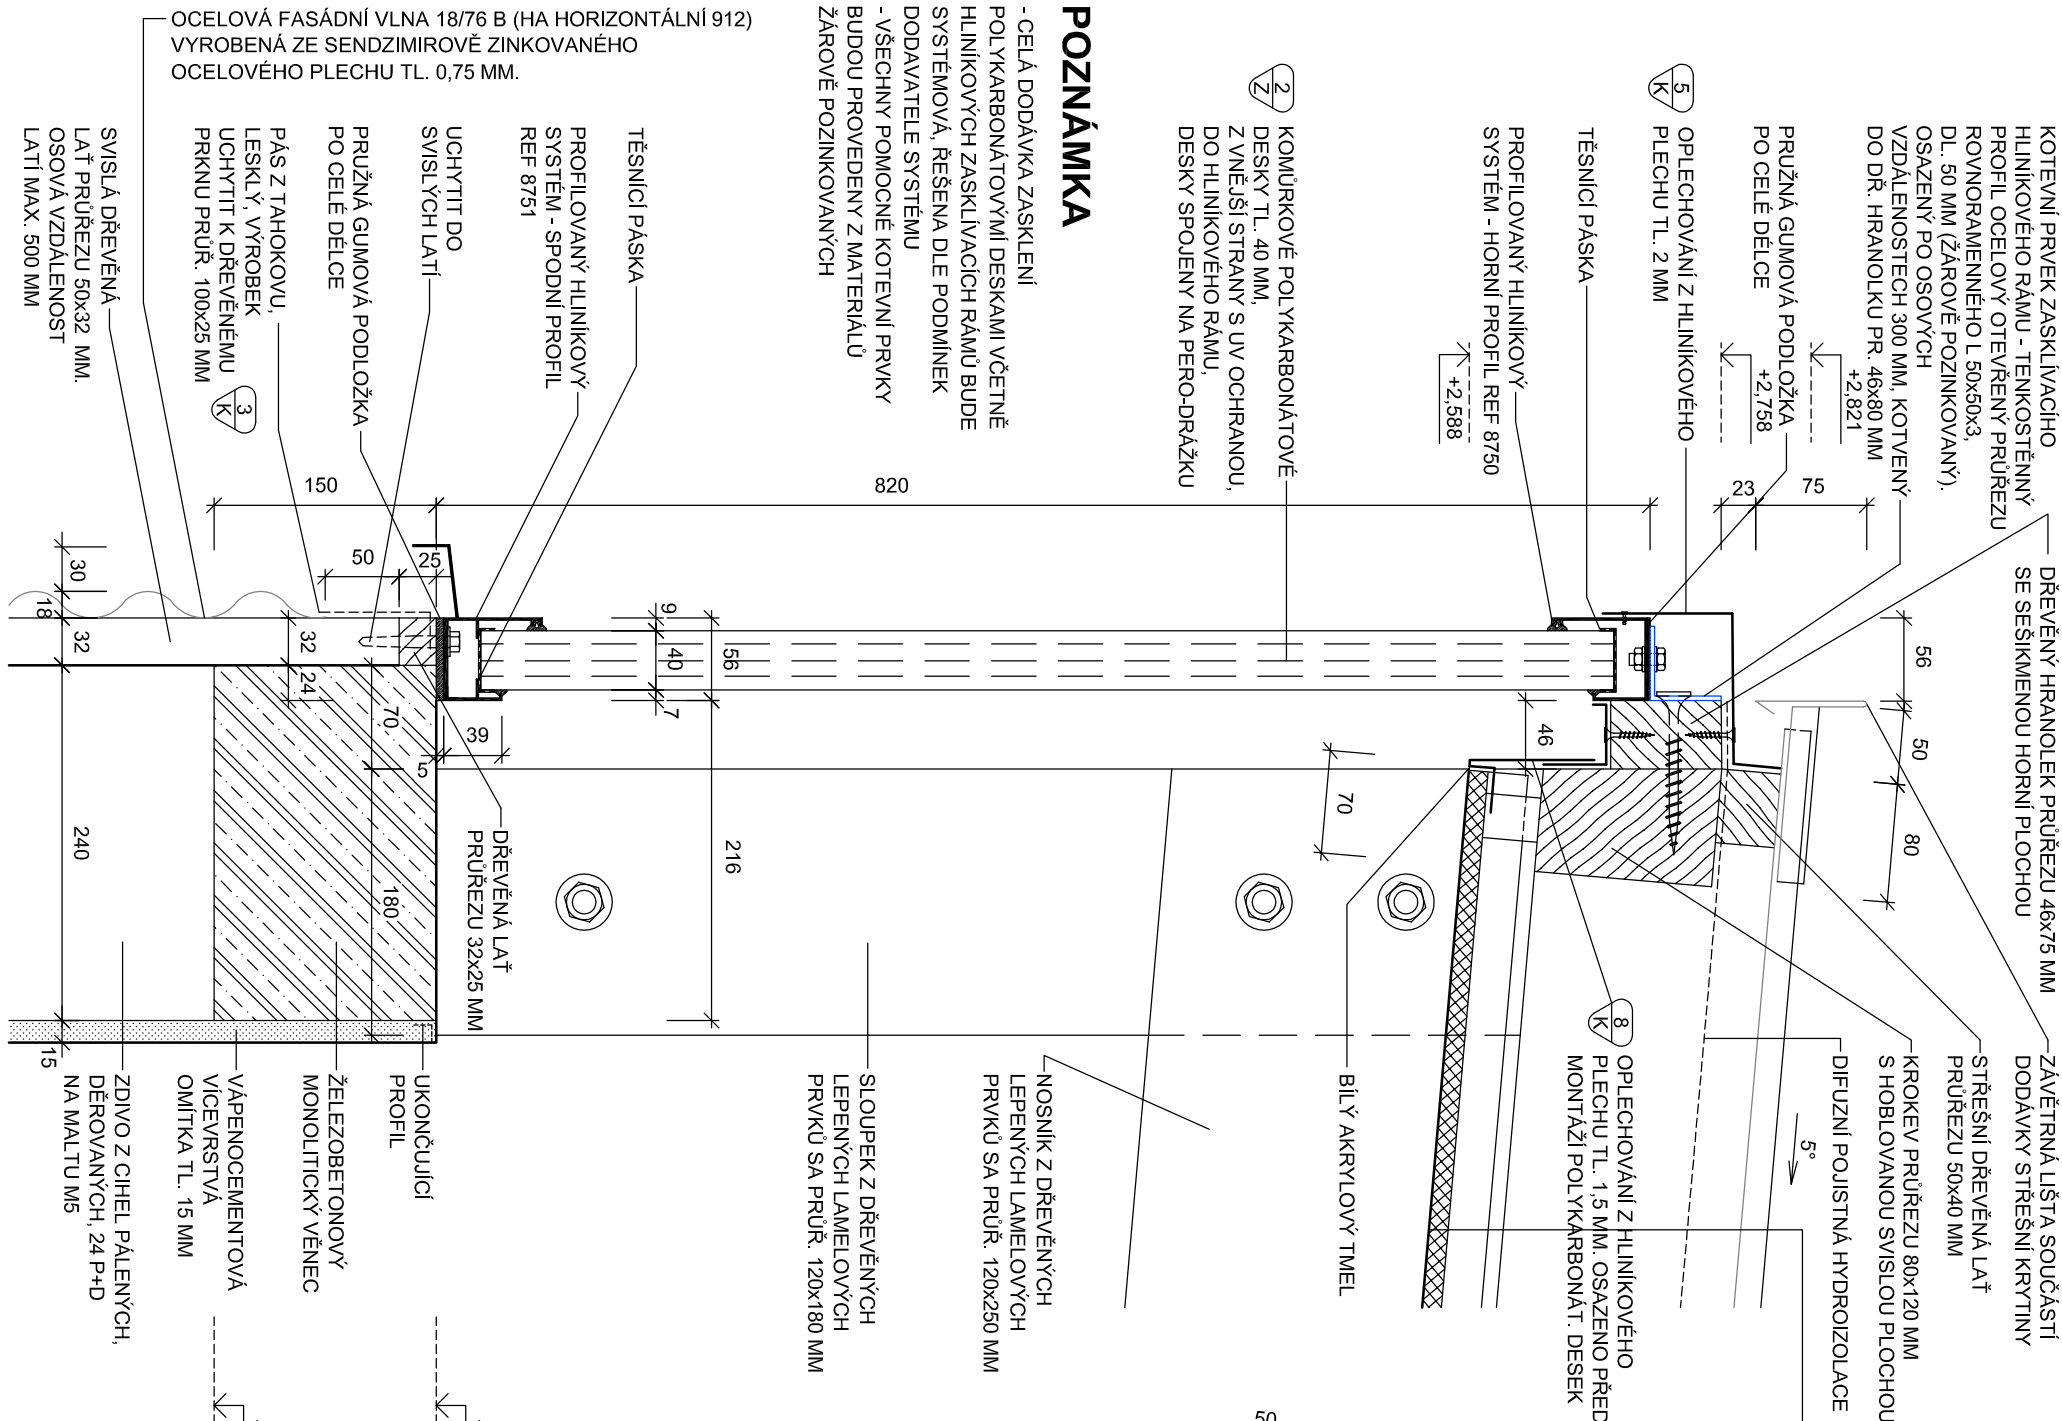 OCELOVÁ FASÁDNÍ VLNA 18/76 B (HA HORIZONTÁLNÍ 912)
VYROBENÁ ZE SENDZIMIROVĚ ZINKOVANÉHO
OCELOVÉHO PLECHU TL. 0,75 MM.
POZNÁMKA
- CELÁ DODÁVKA ZASKLENÍ
POLYKARBONÁTOVÝMI DESKAMI VČETNĚ
HLINÍKOVÝCH ZASKLÍVACÍCH RÁMŮ BUDE
SYSTÉMOVÁ, ŘEŠENA DLE PODMÍNEK
DODAVATELE SYSTÉMU
- VŠECHNY POMOCNÉ KOTEVNÍ PRVKY
BUDOU PROVEDENY Z MATERIÁLŮ
ŽÁROVĚ POZINKOVANÝCH
KOTEVNÍ PRVEK ZASKLÍVACÍHO
HLINÍKOVÉHO RÁMU - TENKOSTĚNNÝ
PROFIL OCELOVÝ OTEVŘENÝ PRŮŘEZU
ROVNORAMENNÉHO L 50x50x3,
DL. 50 MM (ŽÁROVĚ POZINKOVANÝ).
OSAZENÝ PO OSOVÝCH
VZDÁLENOSTECH 300 MM, KOTVENÝ
DO DŘ. HRANOLKU PR. 46x80 MM
PRUŽNÁ GUMOVÁ PODLOŽKA
PO CELÉ DÉLCE
5
K
OPLECHOVÁNÍ Z HLINÍKOVÉHO
PLECHU TL. 2 MM
TĚSNÍCÍ PÁSKA
PROFILOVANÝ HLINÍKOVÝ
SYSTÉM - HORNÍ PROFIL REF 8750
+2,821
+2,758
+2,588
2
Z
KOMŮRKOVÉ POLYKARBONÁTOVÉ
DESKY TL. 40 MM,
Z VNĚJŠÍ STRANY S UV OCHRANOU,
DO HLINÍKOVÉHO RÁMU,
DESKY SPOJENY NA PERO-DRÁŽKU
TĚSNÍCÍ PÁSKA
PROFILOVANÝ HLINÍKOVÝ
SYSTÉM - SPODNÍ PROFIL
REF 8751
UCHYTIT DO
SVISLÝCH LATÍ
PRUŽNÁ GUMOVÁ PODLOŽKA
PO CELÉ DÉLCE
PÁS Z TAHOKOVU,
LESKLÝ, VÝROBEK
UCHYTIT K DŘEVĚNÉMU
PRKNU PRŮŘ. 100x25 MM
3
K
SVISLÁ DŘEVĚNÁ
LAŤ PRŮŘEZU 50x32 MM.
OSOVÁ VZDÁLENOST
LATÍ MAX. 500 MM
150
820
23
75
50
25
30
18
32
32
24
70
39
5
9
40
56
7
216
46
70
56
50
80
240
180
15
DŘEVĚNÝ HRANOLEK PRŮŘEZU 46x75 MM
SE SEŠIKMENOU HORNÍ PLOCHOU
ZÁVĚTRNÁ LIŠTA SOUČÁSTÍ
DODÁVKY STŘEŠNÍ KRYTINY
STŘEŠNÍ DŘEVĚNÁ LAŤ
PRŮŘEZU 50x40 MM
KROKEV PRŮŘEZU 80x120 MM
S HOBLOVANOU SVISLOU PLOCHOU
DIFUZNÍ POJISTNÁ HYDROIZOLACE
5°
8
K
OPLECHOVÁNÍ Z HLINÍKOVÉHO
PLECHU TL. 1,5 MM. OSAZENO PŘED
MONTÁŽÍ POLYKARBONÁT. DESEK
BÍLÝ AKRYLOVÝ TMEL
NOSNÍK Z DŘEVĚNÝCH
LEPENÝCH LAMELOVÝCH
PRVKŮ SA PRŮŘ. 120x250 MM
SLOUPEK Z DŘEVĚNÝCH
LEPENÝCH LAMELOVÝCH
PRVKŮ SA PRŮŘ. 120x180 MM
DŘEVĚNÁ LAŤ
PRŮŘEZU 32x25 MM
UKONČUJÍCÍ
PROFIL
ŽELEZOBETONOVÝ
MONOLITICKÝ VĚNEC
VÁPENOCEMENTOVÁ
VÍCEVRSTVÁ
OMÍTKA TL. 15 MM
ZDIVO Z CIHEL PÁLENÝCH,
DĚROVANÝCH, 24 P+D
NA MALTU M5
50